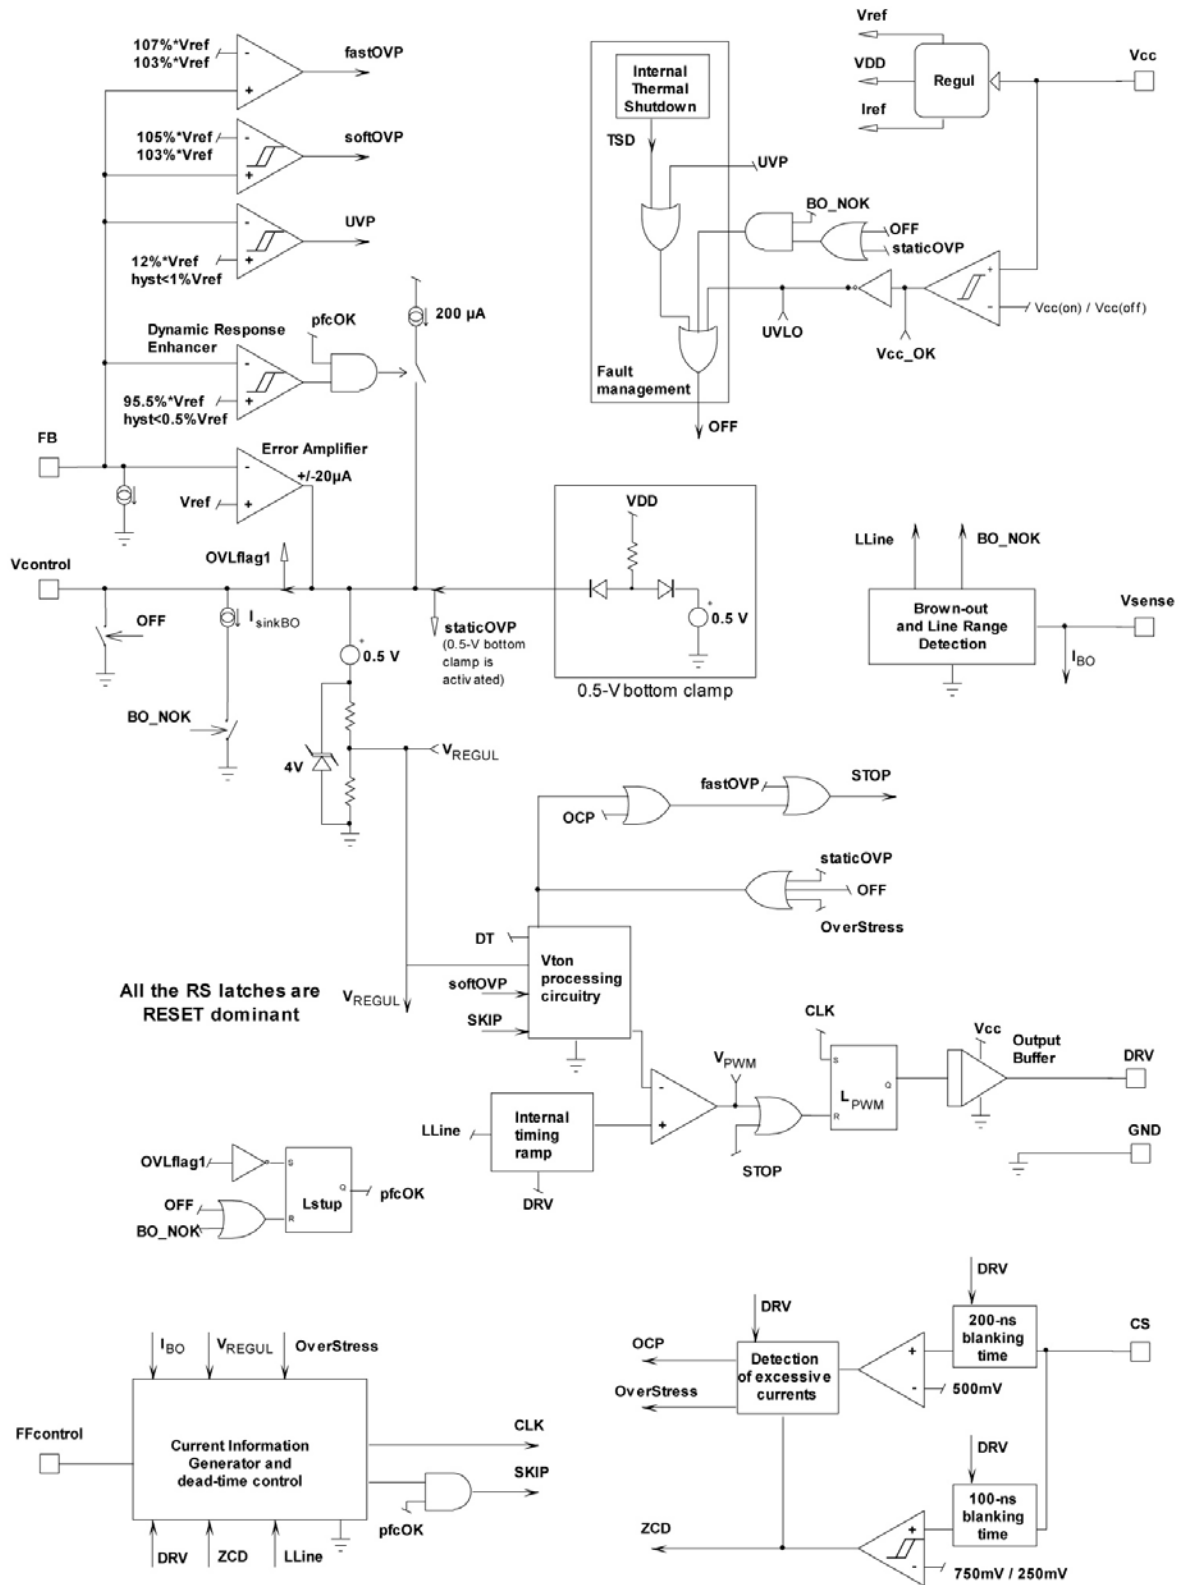 107%*Vref
103%*Vref
-
+
fastOVP
105%*Vref
103%*Vref
-
+
softOVP
-
+
UVP
12%*Vref
hyst<1%Vref
200 µA
pfcOK
Dynamic Response
Enhancer
-
+
95.5%*Vref
hyst<0.5%Vref
FB
Error Amplifier
+/-20µA
-
+
Vref
Internal
Thermal
Shutdown
TSD
UVP
BO_NOK
OFF
staticOVP
UVLO
Vcc_OK
+
-
Vcc(on) / Vcc(off)
Fault
management
OFF
Vref
VDD
Iref
Regul
Vcc
Vcontrol
OVLflag1
OFF
IsinkBO
BO_NOK
+
0.5 V
4V
VREGUL
staticOVP
(0.5-V bottom
clamp is
activated)
VDD
+
0.5 V
0.5-V bottom clamp
LLine
BO_NOK
Brown-out
and Line Range
Detection
Vsense
IBO
fastOVP
STOP
OCP
staticOVP
OFF
OverStress
DT
Vton
processing
circuitry
softOVP
SKIP
VREGUL
All the RS latches are
RESET dominant
LLine
Internal
timing
ramp
DRV
-
+
VPWM
STOP
CLK
S
R
Q
LPWM
Vcc
Output
Buffer
DRV
GND
OVLflag1
OFF
BO_NOK
S
R
Q
Lstup
pfcOK
IBO
VREGUL
OverStress
FFcontrol
Current Information
Generator and
dead-time control
CLK
SKIP
pfcOK
DRV
ZCD
LLine
DRV
OCP
OverStress
Detection
of excessive
currents
+
-
500mV
DRV
200-ns
blanking
time
CS
DRV
100-ns
blanking
time
ZCD
+
-
750mV / 250mV